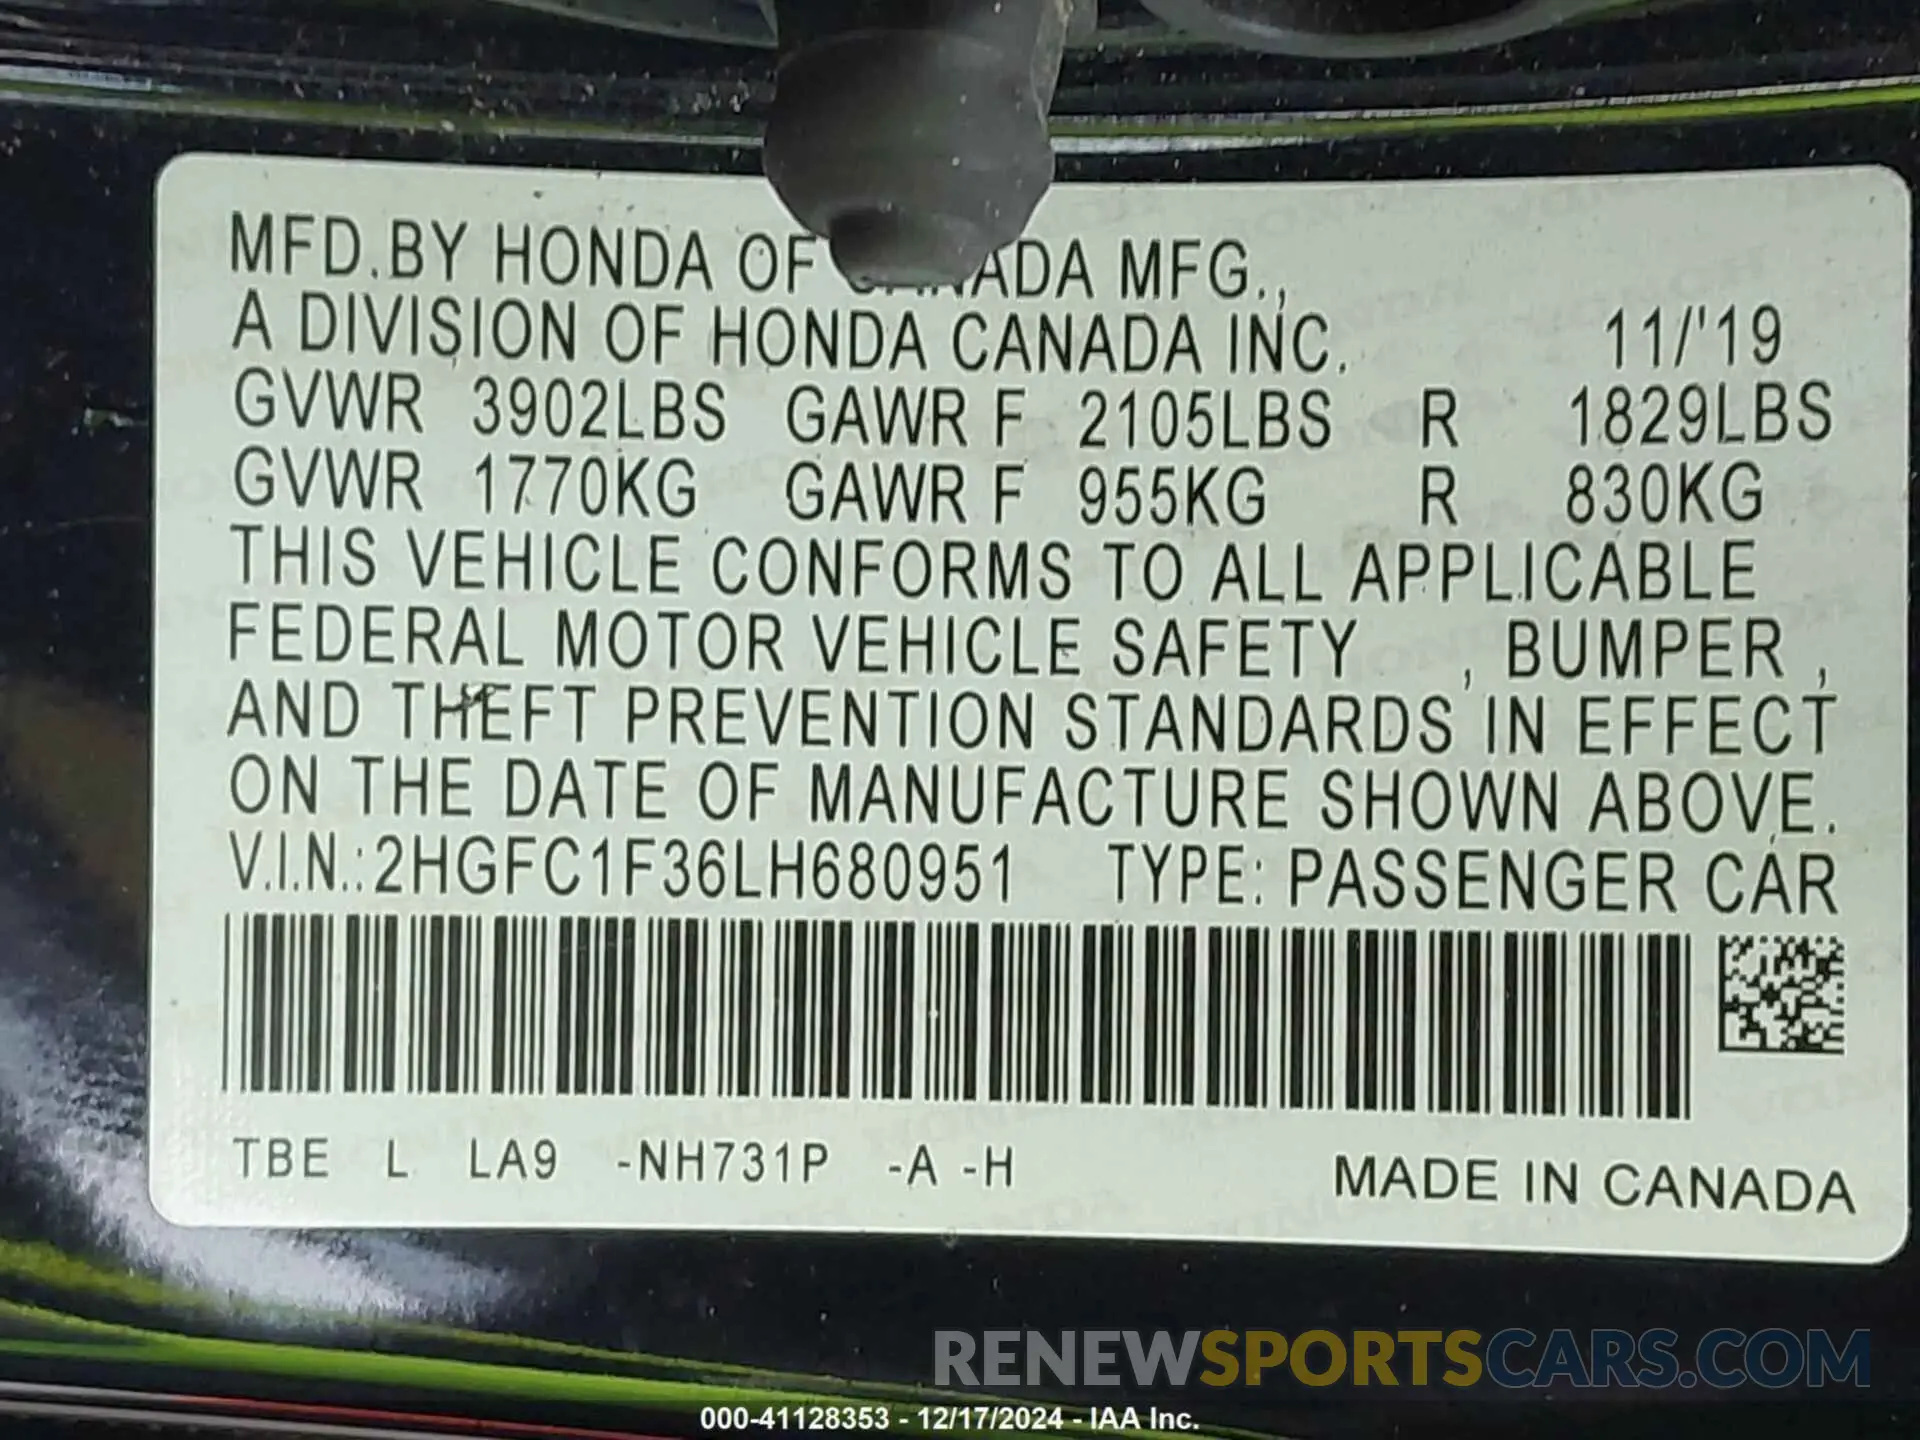 MFD.BY HONDA OF CANADA MFG.,
A DIVISION OF HONDA CANADA INC. 11/'19
GVWR 3902LBS GAWR F 2105LBS R 1829LBS
GVWR 1770KG GAWR F 955KG R 830KG
THIS VEHICLE CONFORMS TO ALL APPLICABLE
FEDERAL MOTOR VEHICLE SAFETY , BUMPER ,
AND THEFT PREVENTION STANDARDS IN EFFECT
ON THE DATE OF MANUFACTURE SHOWN ABOVE.
V.I.N.:2HGFC1F36LH680951 TYPE: PASSENGER CAR
TBE L LA9 -NH731P -A -H MADE IN CANADA
RENEWSPORTSCARS.COM
000-41128353 - 12/17/2024 - IAA Inc.